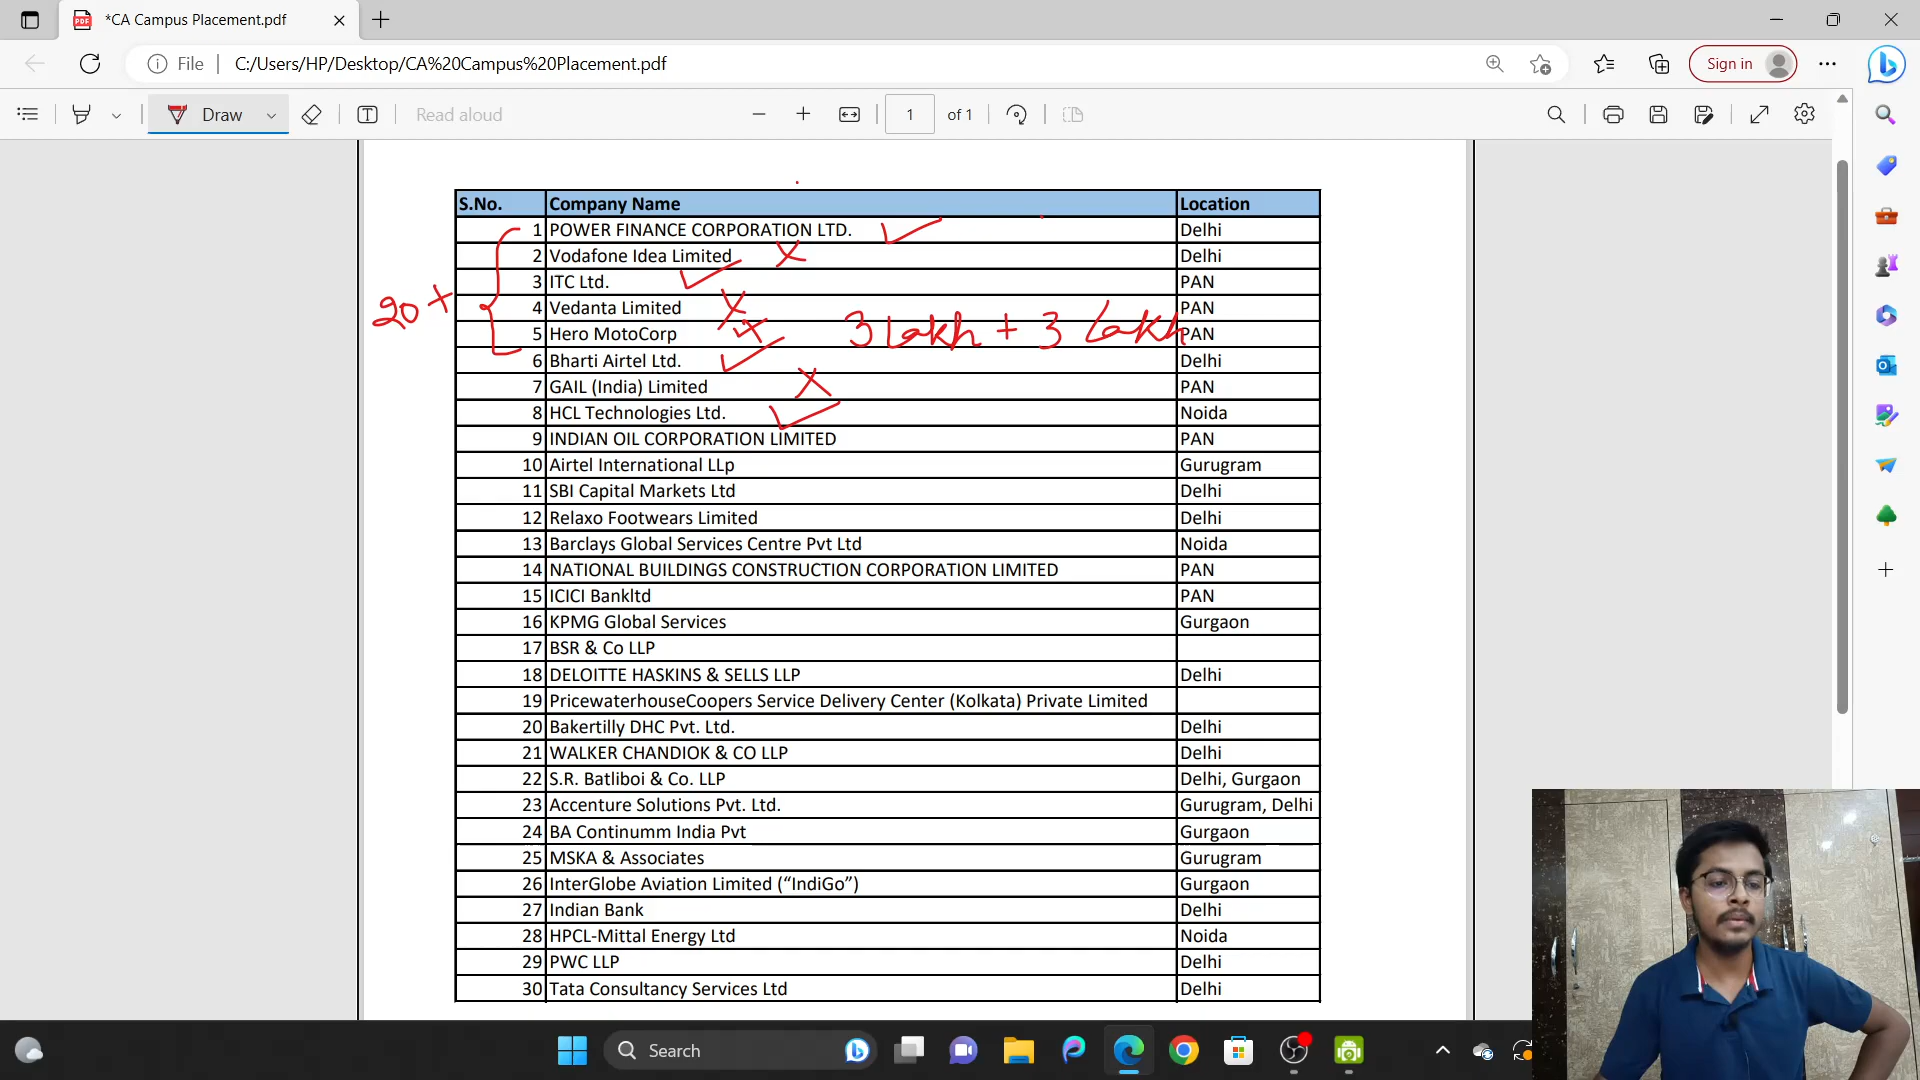 *CA Campus Placement.pdf
File C:/Users/HP/Desktop/CA%20Campus%20Placement.pdf
Sign in
Draw
Read aloud
1 of 1
S.No. Company Name Location
1 POWER FINANCE CORPORATION LTD. Delhi
2 Vodafone Idea Limited X Delhi
3 ITC Ltd. PAN
20+
4 Vedanta Limited X PAN
5 Hero MotoCorp X 3 Lakh + 3 Lakh PAN
6 Bharti Airtel Ltd. Delhi
7 GAIL (India) Limited X PAN
8 HCL Technologies Ltd. Noida
9 INDIAN OIL CORPORATION LIMITED PAN
10 Airtel International LLp Gurugram
11 SBI Capital Markets Ltd Delhi
12 Relaxo Footwears Limited Delhi
13 Barclays Global Services Centre Pvt Ltd Noida
14 NATIONAL BUILDINGS CONSTRUCTION CORPORATION LIMITED PAN
15 ICICI Bankltd PAN
16 KPMG Global Services Gurgaon
17 BSR & Co LLP
18 DELOITTE HASKINS & SELLS LLP Delhi
19 PricewaterhouseCoopers Service Delivery Center (Kolkata) Private Limited
20 Bakertilly DHC Pvt. Ltd. Delhi
21 WALKER CHANDIOK & CO LLP Delhi
22 S.R. Batliboi & Co. LLP Delhi, Gurgaon
23 Accenture Solutions Pvt. Ltd. Gurugram, Delhi
24 BA Continumm India Pvt Gurgaon
25 MSKA & Associates Gurugram
26 InterGlobe Aviation Limited (“IndiGo”) Gurgaon
27 Indian Bank Delhi
28 HPCL-Mittal Energy Ltd Noida
29 PWC LLP Delhi
30 Tata Consultancy Services Ltd Delhi
Search